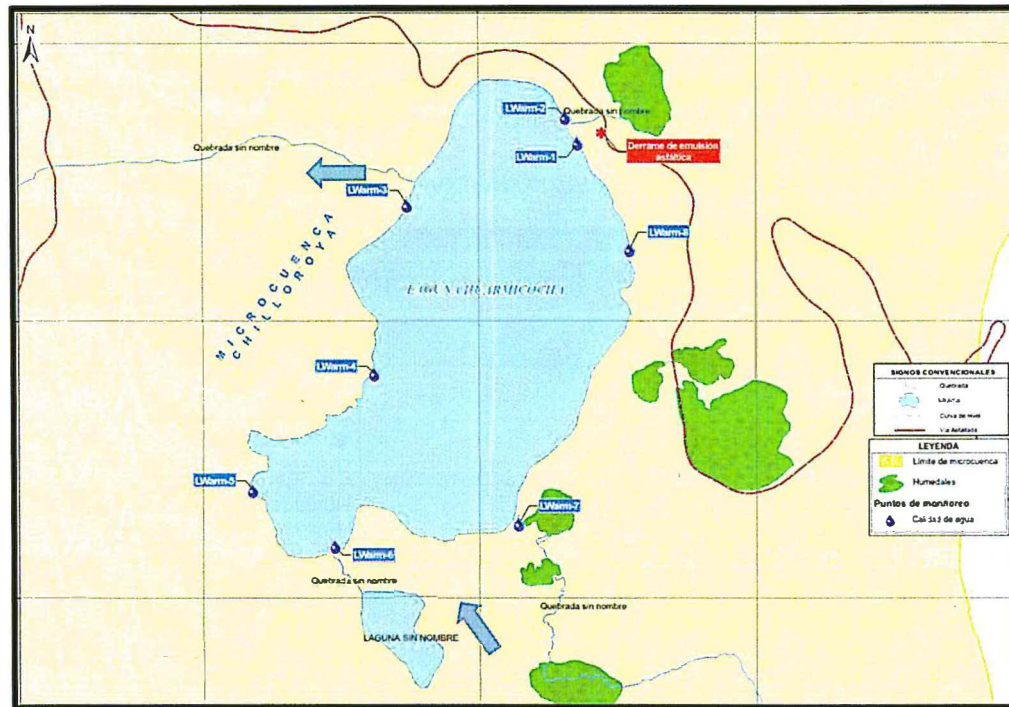 N
LWarm-2
Quebrada sin nombre
Derrame de emulsión
asfáltica
LWarm-1
Quebrada sin nombre
LWarm-3
LWarm-8
MICROCUENCA
CHILLOROYA
LWarm-4
SIGNOS CONVENCIONALES
Quebrada
Curva de nivel
Vía Asfaltada
LEYENDA
Límite de microcuenca
Humedales
Puntos de monitoreo
Calidad de agua
LWarm-5
LWarm-7
LWarm-6
Quebrada sin nombre
Quebrada sin nombre
LAGUNA SIN NOMBRE